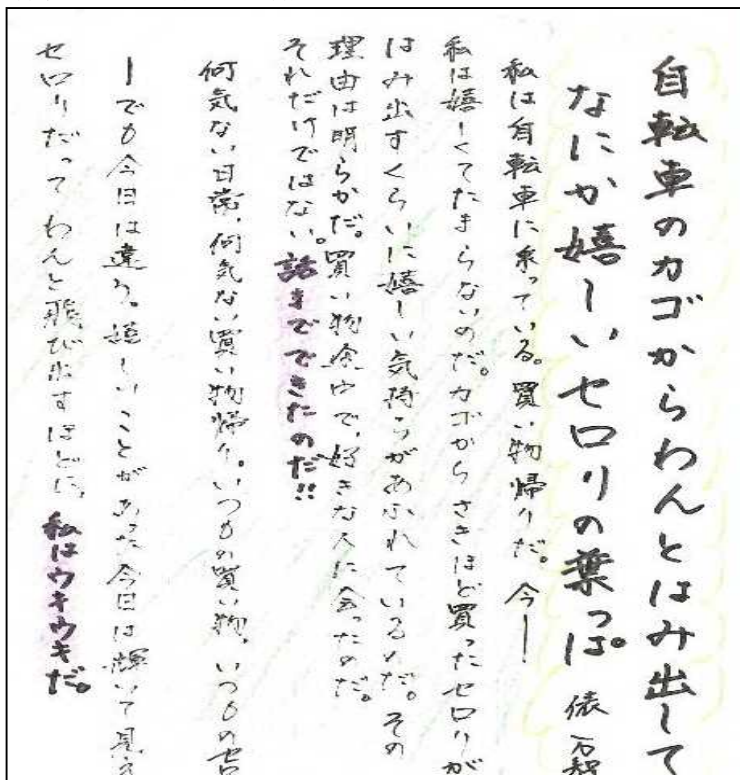 自転車のカゴからわんとはみ出して
なにか嬉しいセロリの葉っぱ。 俵 万智
私は自転車に乗っている。買い物帰りだ。今ー
私は嬉しくてたまらないのだ。カゴからさきほど買ったセロリが
はみ出すくらいに嬉しい気持ちがあふれているのだ。その
理由は明らかだ。買い物途中で、好きな人に会ったのだ。
それだけではない。話までできたのだ!!
何気ない日常、何気ない買い物帰り。いつもの買い物。いつもの
ーでも今日は違う。嬉しいことがあった今日は輝いて見え
セロリだってわんと飛び出すほどに、私はウキウキだ。